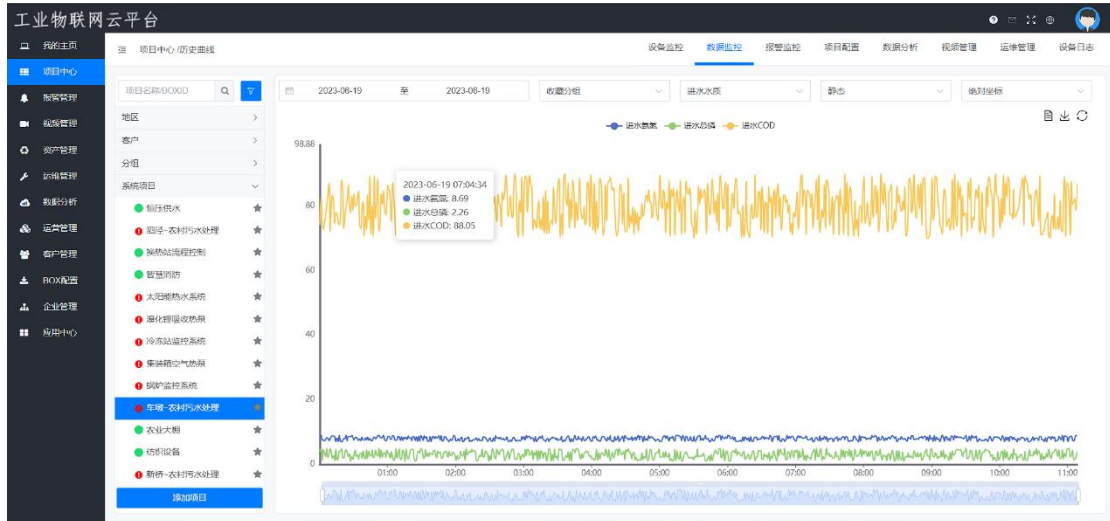 工业物联网云平台
我的主页
项目中心
报警管理
视频管理
资产管理
运维管理
数据分析
运营管理
客户管理
BOX配置
企业管理
应用中心
项目中心/历史曲线
设备监控 数据监控 报警监控 项目配置 数据分析 视频管理 运维管理 设备日志
项目名称/BOXID
地区
客户
分组
系统项目
恒压供水
泗泾-农村污水处理
换热站流程控制
智慧消防
太阳能热水系统
溴化锂吸收热泵
冷冻站监控系统
集装箱空气热泵
锅炉监控系统
车墩-农村污水处理
农业大棚
纺织设备
新桥-农村污水处理
添加项目
2023-06-19 至 2023-06-19 收藏分组 进水水质 静态 绝对坐标
进水氨氮 进水总磷 进水COD
98.88
80
60
40
20
0
2023-06-19 07:04:34
进水氨氮: 8.69
进水总磷: 2.26
进水COD: 88.05
01:00 02:00 03:00 04:00 05:00 06:00 07:00 08:00 09:00 10:00 11:00